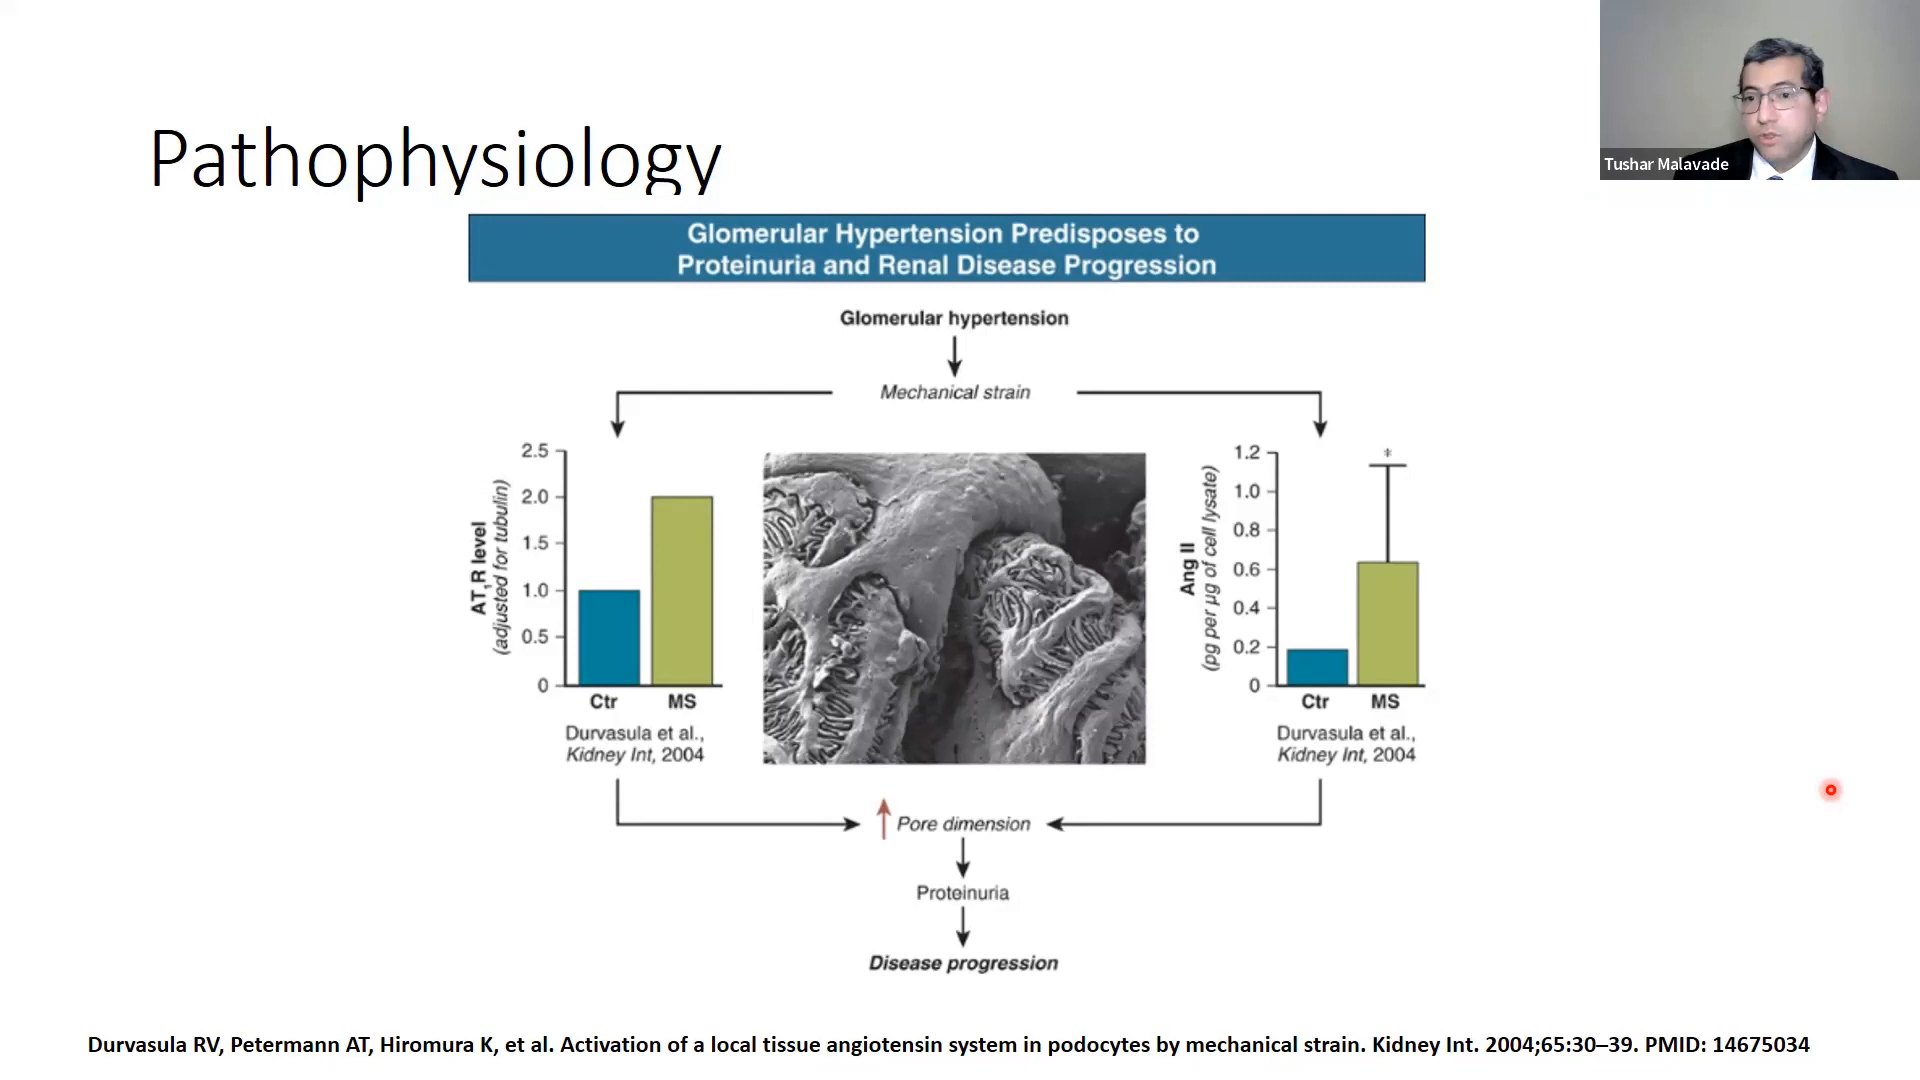 Tushar Malavade
Pathophysiology
Glomerular Hypertension Predisposes to
Proteinuria and Renal Disease Progression
Glomerular hypertension
Mechanical strain
AT₁R level
(adjusted for tubulin)
2.5
2.0
1.5
1.0
0.5
0
Ctr MS
Durvasula et al.,
Kidney Int, 2004
Ang II
(pg per µg of cell lysate)
1.2
1.0
0.8
0.6
0.4
0.2
0
*
Ctr MS
Durvasula et al.,
Kidney Int, 2004
Pore dimension
Proteinuria
Disease progression
Durvasula RV, Petermann AT, Hiromura K, et al. Activation of a local tissue angiotensin system in podocytes by mechanical strain. Kidney Int. 2004;65:30–39. PMID: 14675034